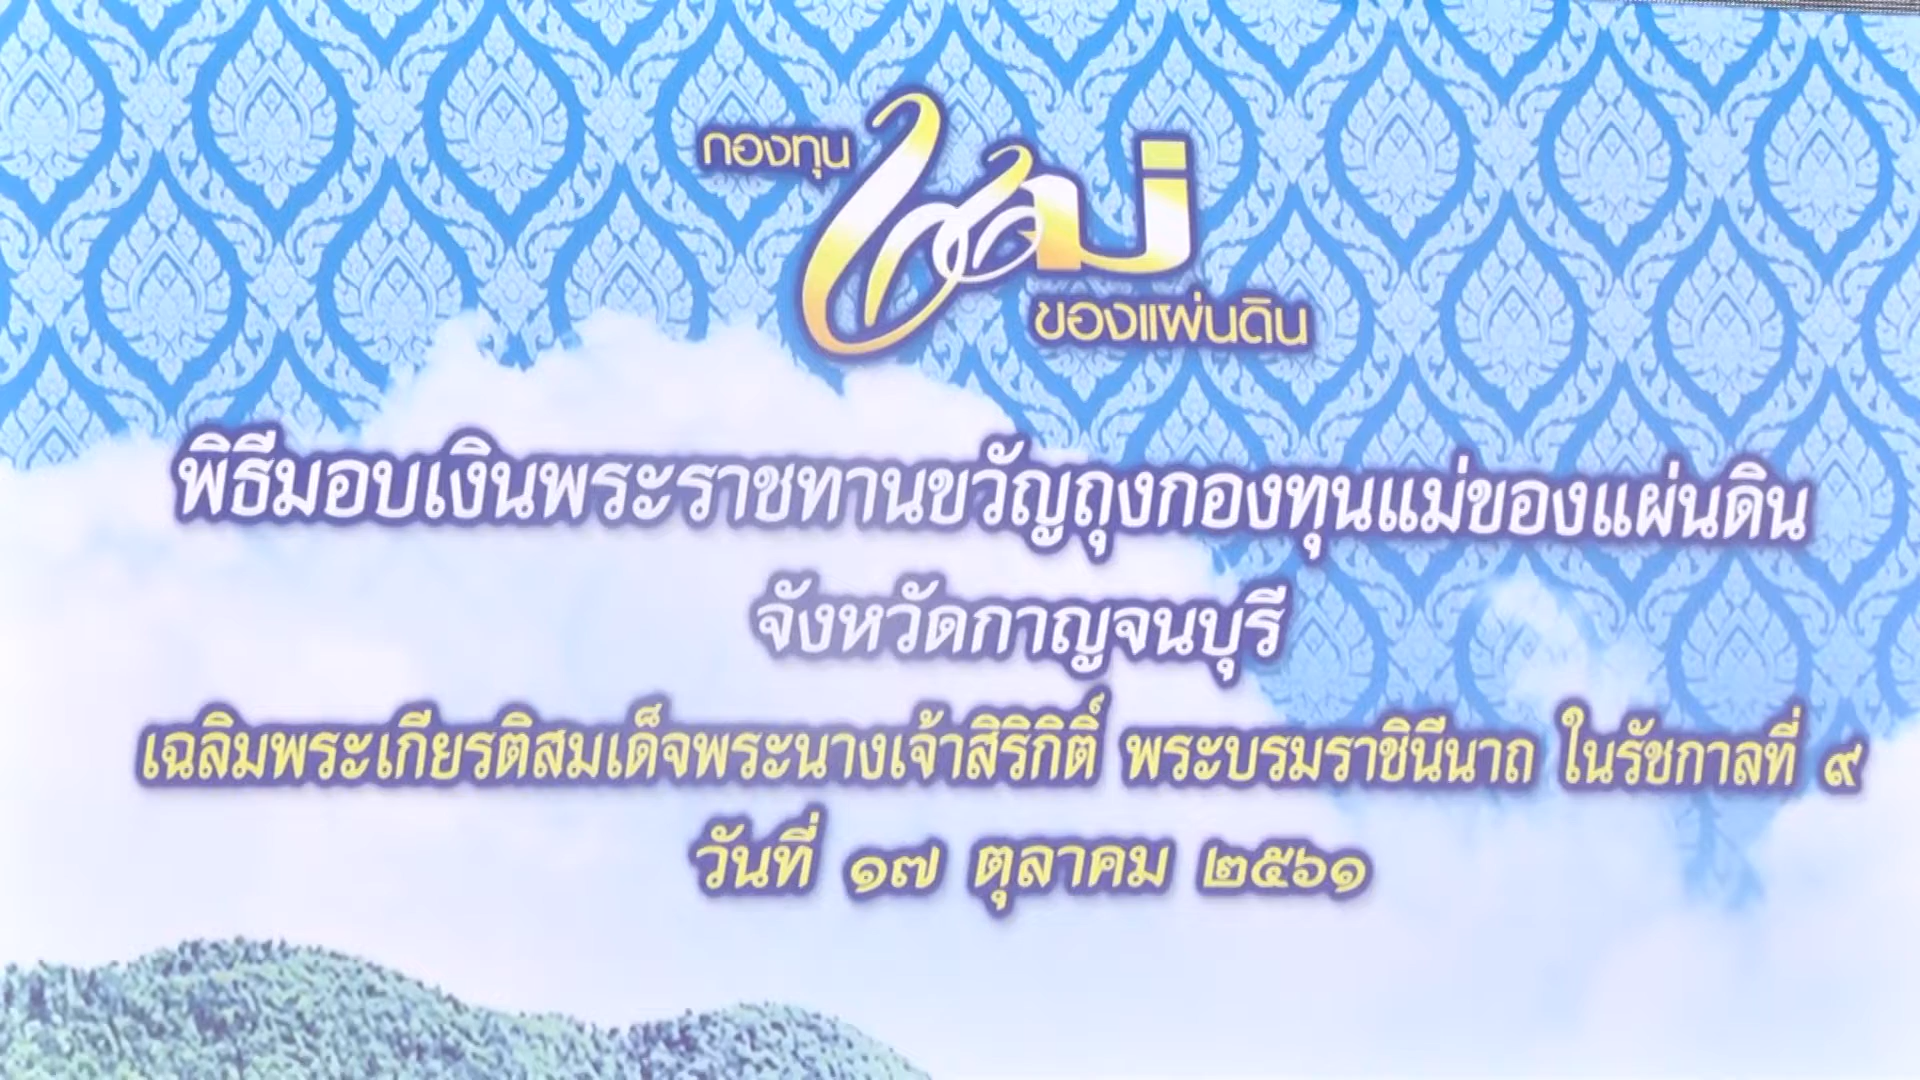 กองทุน
แม่
ของแผ่นดิน
พิธีมอบเงินพระราชทานขวัญถุงกองทุนแม่ของแผ่นดิน
จังหวัดกาญจนบุรี
เฉลิมพระเกียรติสมเด็จพระนางเจ้าสิริกิติ์ พระบรมราชินีนาถ ในรัชกาลที่ ๙
วันที่ ๑๗ ตุลาคม ๒๕๖๑